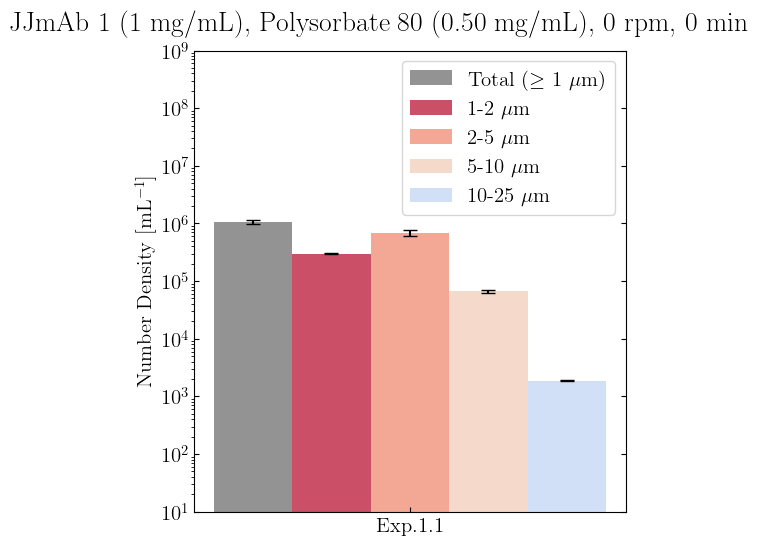 JJmAb 1 (1 mg/mL), Polysorbate 80 (0.50 mg/mL), 0 rpm, 0 min
Total (≥ 1 μm)
1-2 μm
2-5 μm
5-10 μm
10-25 μm
Number Density [mL⁻¹]
10⁹
10⁸
10⁷
10⁶
10⁵
10⁴
10³
10²
10¹
Exp.1.1